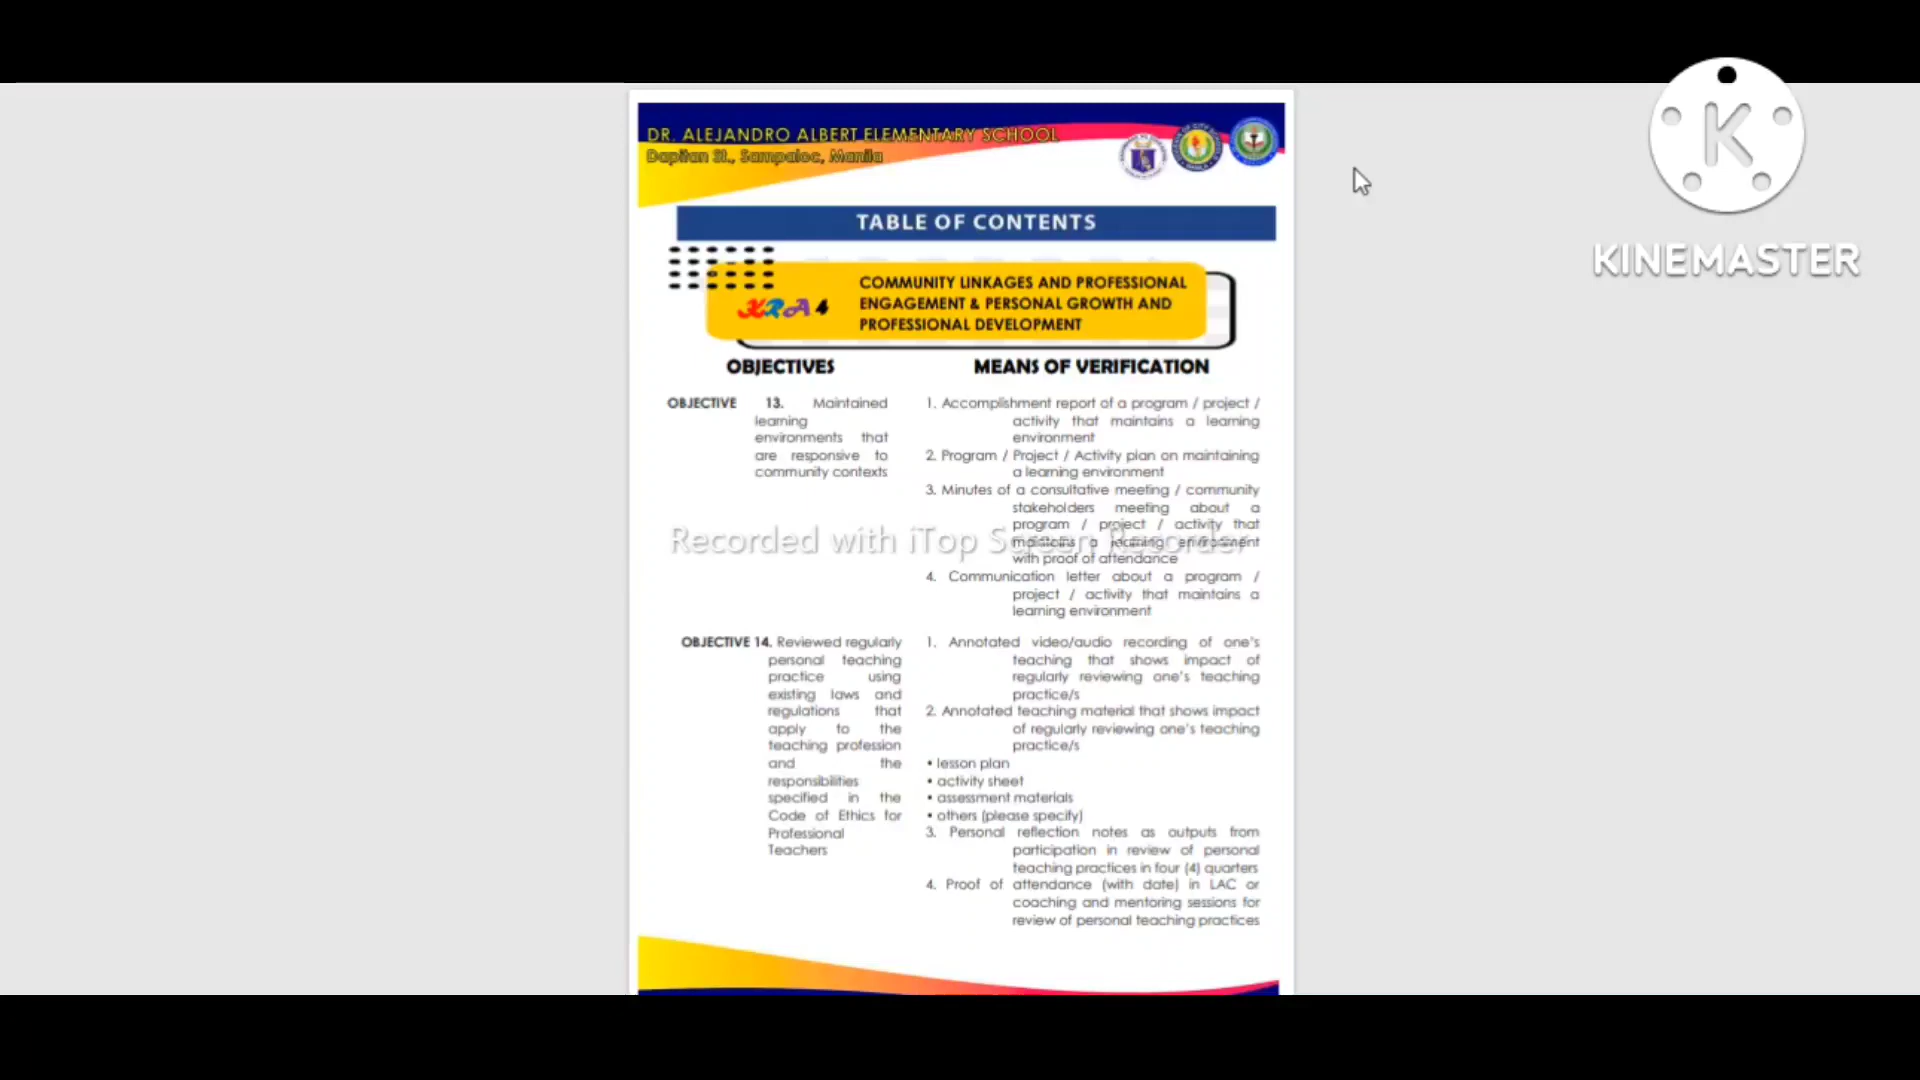 DR. ALEJANDRO ALBERT ELEMENTARY SCHOOL
Dapitan St., Sampaloc, Manila
K
KINEMASTER
TABLE OF CONTENTS
KRA 4
COMMUNITY LINKAGES AND PROFESSIONAL
ENGAGEMENT & PERSONAL GROWTH AND
PROFESSIONAL DEVELOPMENT
OBJECTIVES
OBJECTIVE 13. Maintained
learning
environments that
are responsive to
community contexts
MEANS OF VERIFICATION
1. Accomplishment report of a program / project /
activity that maintains a learning
environment
2. Program / Project / Activity plan on maintaining
a learning environment
3. Minutes of a consultative meeting / community
stakeholders meeting about a
program / project / activity that
maintains a learning environment
with proof of attendance
4. Communication letter about a program /
project / activity that maintains a
learning environment
Recorded with iTop Screen Recorder
OBJECTIVE 14. Reviewed regularly
personal teaching
practice using
existing laws and
regulations that
apply to the
teaching profession
and the
responsibilities
specified in the
Code of Ethics for
Professional
Teachers
1. Annotated video/audio recording of one's
teaching that shows impact of
regularly reviewing one's teaching
practice/s
2. Annotated teaching material that shows impact
of regularly reviewing one's teaching
practice/s
• lesson plan
• activity sheet
• assessment materials
• others (please specify)
3. Personal reflection notes as outputs from
participation in review of personal
teaching practices in four (4) quarters
4. Proof of attendance (with date) in LAC or
coaching and mentoring sessions for
review of personal teaching practices